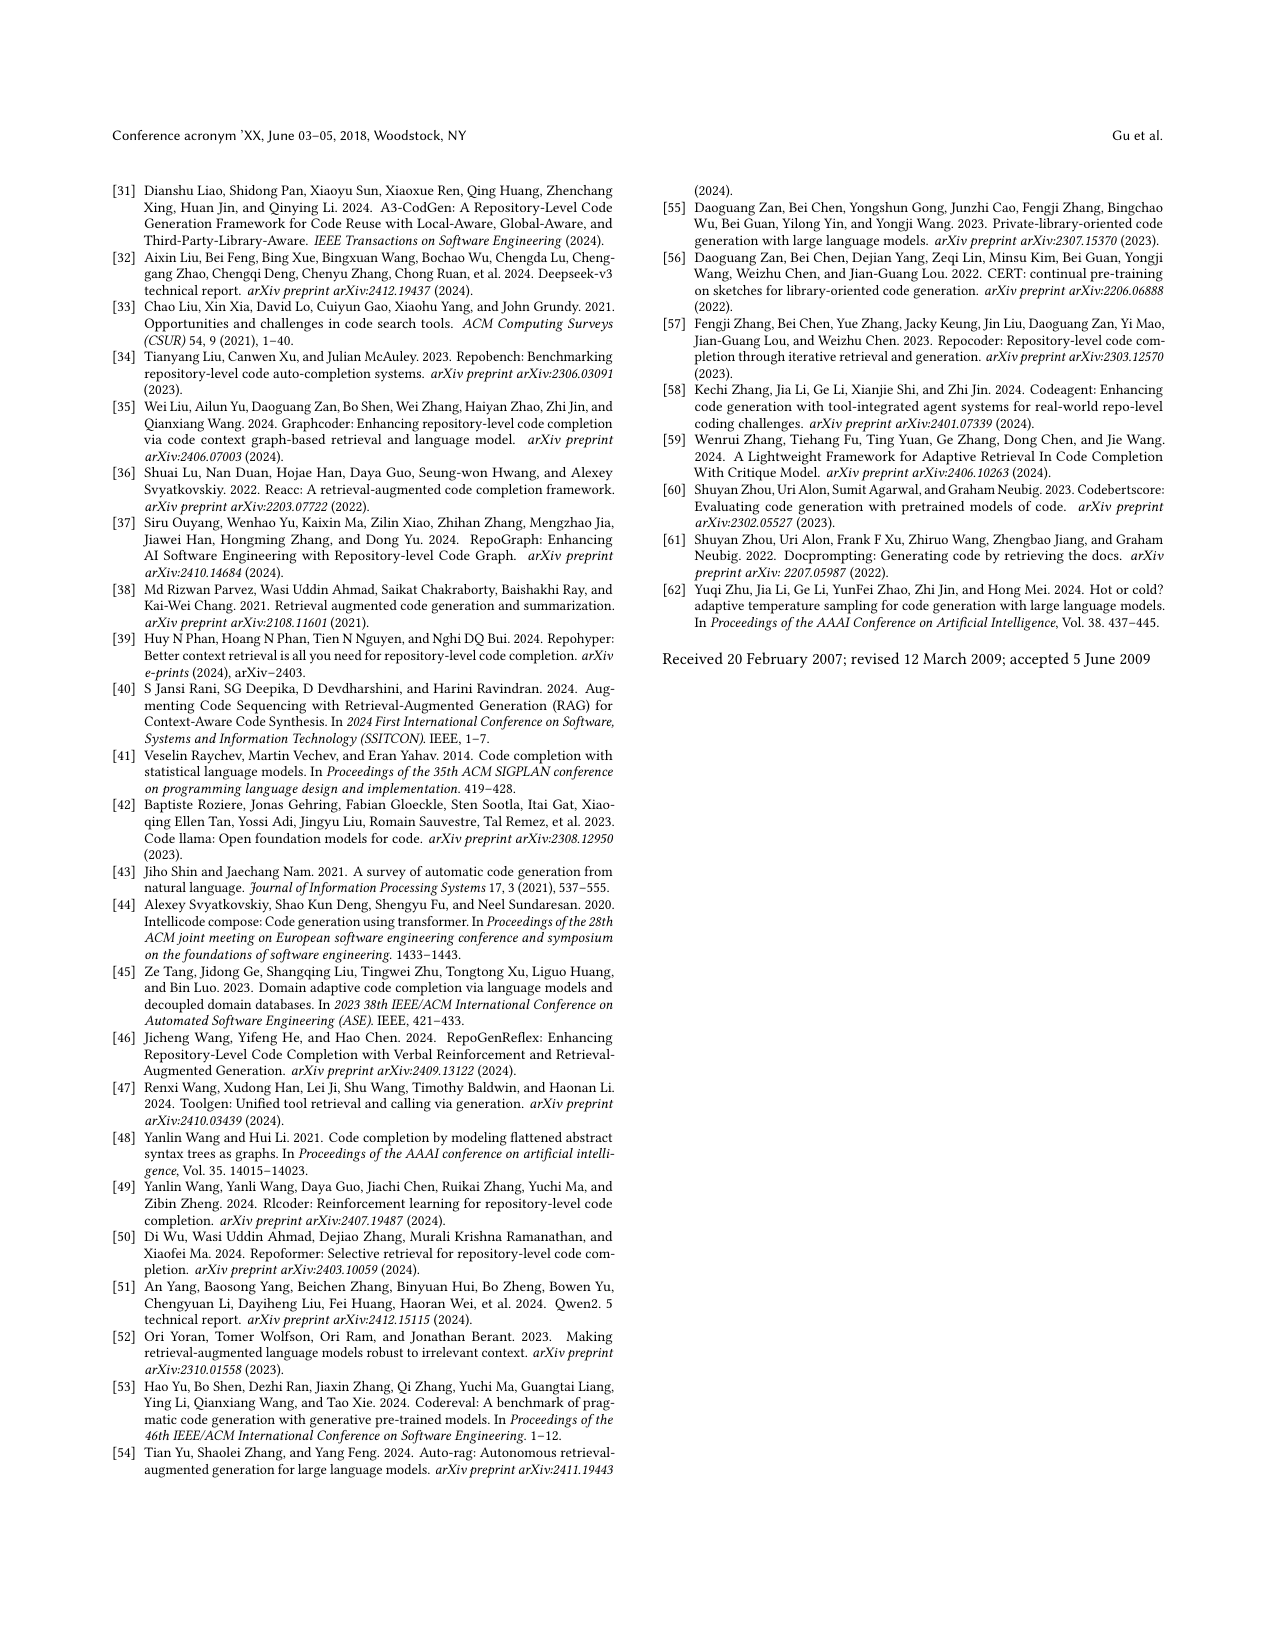 Conference acronym ’XX, June 03–05, 2018, Woodstock, NY
Gu et al.
[31] Dianshu Liao, Shidong Pan, Xiaoyu Sun, Xiaoxue Ren, Qing Huang, Zhenchang
Xing, Huan Jin, and Qinying Li. 2024. A3-CodGen: A Repository-Level Code
Generation Framework for Code Reuse with Local-Aware, Global-Aware, and
Third-Party-Library-Aware. IEEE Transactions on Software Engineering (2024).
[32] Aixin Liu, Bei Feng, Bing Xue, Bingxuan Wang, Bochao Wu, Chengda Lu, Cheng-
gang Zhao, Chengqi Deng, Chenyu Zhang, Chong Ruan, et al. 2024. Deepseek-v3
technical report. arXiv preprint arXiv:2412.19437 (2024).
[33] Chao Liu, Xin Xia, David Lo, Cuiyun Gao, Xiaohu Yang, and John Grundy. 2021.
Opportunities and challenges in code search tools. ACM Computing Surveys
(CSUR) 54, 9 (2021), 1–40.
[34] Tianyang Liu, Canwen Xu, and Julian McAuley. 2023. Repobench: Benchmarking
repository-level code auto-completion systems. arXiv preprint arXiv:2306.03091
(2023).
[35] Wei Liu, Ailun Yu, Daoguang Zan, Bo Shen, Wei Zhang, Haiyan Zhao, Zhi Jin, and
Qianxiang Wang. 2024. Graphcoder: Enhancing repository-level code completion
via code context graph-based retrieval and language model. arXiv preprint
arXiv:2406.07003 (2024).
[36] Shuai Lu, Nan Duan, Hojae Han, Daya Guo, Seung-won Hwang, and Alexey
Svyatkovskiy. 2022. Reacc: A retrieval-augmented code completion framework.
arXiv preprint arXiv:2203.07722 (2022).
[37] Siru Ouyang, Wenhao Yu, Kaixin Ma, Zilin Xiao, Zhihan Zhang, Mengzhao Jia,
Jiawei Han, Hongming Zhang, and Dong Yu. 2024. RepoGraph: Enhancing
AI Software Engineering with Repository-level Code Graph. arXiv preprint
arXiv:2410.14684 (2024).
[38] Md Rizwan Parvez, Wasi Uddin Ahmad, Saikat Chakraborty, Baishakhi Ray, and
Kai-Wei Chang. 2021. Retrieval augmented code generation and summarization.
arXiv preprint arXiv:2108.11601 (2021).
[39] Huy N Phan, Hoang N Phan, Tien N Nguyen, and Nghi DQ Bui. 2024. Repohyper:
Better context retrieval is all you need for repository-level code completion. arXiv
e-prints (2024), arXiv–2403.
[40] S Jansi Rani, SG Deepika, D Devdharshini, and Harini Ravindran. 2024. Aug-
menting Code Sequencing with Retrieval-Augmented Generation (RAG) for
Context-Aware Code Synthesis. In 2024 First International Conference on Software,
Systems and Information Technology (SSITCON). IEEE, 1–7.
[41] Veselin Raychev, Martin Vechev, and Eran Yahav. 2014. Code completion with
statistical language models. In Proceedings of the 35th ACM SIGPLAN conference
on programming language design and implementation. 419–428.
[42] Baptiste Roziere, Jonas Gehring, Fabian Gloeckle, Sten Sootla, Itai Gat, Xiao-
qing Ellen Tan, Yossi Adi, Jingyu Liu, Romain Sauvestre, Tal Remez, et al. 2023.
Code llama: Open foundation models for code. arXiv preprint arXiv:2308.12950
(2023).
[43] Jiho Shin and Jaechang Nam. 2021. A survey of automatic code generation from
natural language. Journal of Information Processing Systems 17, 3 (2021), 537–555.
[44] Alexey Svyatkovskiy, Shao Kun Deng, Shengyu Fu, and Neel Sundaresan. 2020.
Intellicode compose: Code generation using transformer. In Proceedings of the 28th
ACM joint meeting on European software engineering conference and symposium
on the foundations of software engineering. 1433–1443.
[45] Ze Tang, Jidong Ge, Shangqing Liu, Tingwei Zhu, Tongtong Xu, Liguo Huang,
and Bin Luo. 2023. Domain adaptive code completion via language models and
decoupled domain databases. In 2023 38th IEEE/ACM International Conference on
Automated Software Engineering (ASE). IEEE, 421–433.
[46] Jicheng Wang, Yifeng He, and Hao Chen. 2024. RepoGenReflex: Enhancing
Repository-Level Code Completion with Verbal Reinforcement and Retrieval-
Augmented Generation. arXiv preprint arXiv:2409.13122 (2024).
[47] Renxi Wang, Xudong Han, Lei Ji, Shu Wang, Timothy Baldwin, and Haonan Li.
2024. Toolgen: Unified tool retrieval and calling via generation. arXiv preprint
arXiv:2410.03439 (2024).
[48] Yanlin Wang and Hui Li. 2021. Code completion by modeling flattened abstract
syntax trees as graphs. In Proceedings of the AAAI conference on artificial intelli-
gence, Vol. 35. 14015–14023.
[49] Yanlin Wang, Yanli Wang, Daya Guo, Jiachi Chen, Ruikai Zhang, Yuchi Ma, and
Zibin Zheng. 2024. Rlcoder: Reinforcement learning for repository-level code
completion. arXiv preprint arXiv:2407.19487 (2024).
[50] Di Wu, Wasi Uddin Ahmad, Dejiao Zhang, Murali Krishna Ramanathan, and
Xiaofei Ma. 2024. Repoformer: Selective retrieval for repository-level code com-
pletion. arXiv preprint arXiv:2403.10059 (2024).
[51] An Yang, Baosong Yang, Beichen Zhang, Binyuan Hui, Bo Zheng, Bowen Yu,
Chengyuan Li, Dayiheng Liu, Fei Huang, Haoran Wei, et al. 2024. Qwen2. 5
technical report. arXiv preprint arXiv:2412.15115 (2024).
[52] Ori Yoran, Tomer Wolfson, Ori Ram, and Jonathan Berant. 2023. Making
retrieval-augmented language models robust to irrelevant context. arXiv preprint
arXiv:2310.01558 (2023).
[53] Hao Yu, Bo Shen, Dezhi Ran, Jiaxin Zhang, Qi Zhang, Yuchi Ma, Guangtai Liang,
Ying Li, Qianxiang Wang, and Tao Xie. 2024. Codereval: A benchmark of prag-
matic code generation with generative pre-trained models. In Proceedings of the
46th IEEE/ACM International Conference on Software Engineering. 1–12.
[54] Tian Yu, Shaolei Zhang, and Yang Feng. 2024. Auto-rag: Autonomous retrieval-
augmented generation for large language models. arXiv preprint arXiv:2411.19443
(2024).
[55] Daoguang Zan, Bei Chen, Yongshun Gong, Junzhi Cao, Fengji Zhang, Bingchao
Wu, Bei Guan, Yilong Yin, and Yongji Wang. 2023. Private-library-oriented code
generation with large language models. arXiv preprint arXiv:2307.15370 (2023).
[56] Daoguang Zan, Bei Chen, Dejian Yang, Zeqi Lin, Minsu Kim, Bei Guan, Yongji
Wang, Weizhu Chen, and Jian-Guang Lou. 2022. CERT: continual pre-training
on sketches for library-oriented code generation. arXiv preprint arXiv:2206.06888
(2022).
[57] Fengji Zhang, Bei Chen, Yue Zhang, Jacky Keung, Jin Liu, Daoguang Zan, Yi Mao,
Jian-Guang Lou, and Weizhu Chen. 2023. Repocoder: Repository-level code com-
pletion through iterative retrieval and generation. arXiv preprint arXiv:2303.12570
(2023).
[58] Kechi Zhang, Jia Li, Ge Li, Xianjie Shi, and Zhi Jin. 2024. Codeagent: Enhancing
code generation with tool-integrated agent systems for real-world repo-level
coding challenges. arXiv preprint arXiv:2401.07339 (2024).
[59] Wenrui Zhang, Tiehang Fu, Ting Yuan, Ge Zhang, Dong Chen, and Jie Wang.
2024. A Lightweight Framework for Adaptive Retrieval In Code Completion
With Critique Model. arXiv preprint arXiv:2406.10263 (2024).
[60] Shuyan Zhou, Uri Alon, Sumit Agarwal, and Graham Neubig. 2023. Codebertscore:
Evaluating code generation with pretrained models of code. arXiv preprint
arXiv:2302.05527 (2023).
[61] Shuyan Zhou, Uri Alon, Frank F Xu, Zhiruo Wang, Zhengbao Jiang, and Graham
Neubig. 2022. Docprompting: Generating code by retrieving the docs. arXiv
preprint arXiv: 2207.05987 (2022).
[62] Yuqi Zhu, Jia Li, Ge Li, YunFei Zhao, Zhi Jin, and Hong Mei. 2024. Hot or cold?
adaptive temperature sampling for code generation with large language models.
In Proceedings of the AAAI Conference on Artificial Intelligence, Vol. 38. 437–445.
Received 20 February 2007; revised 12 March 2009; accepted 5 June 2009